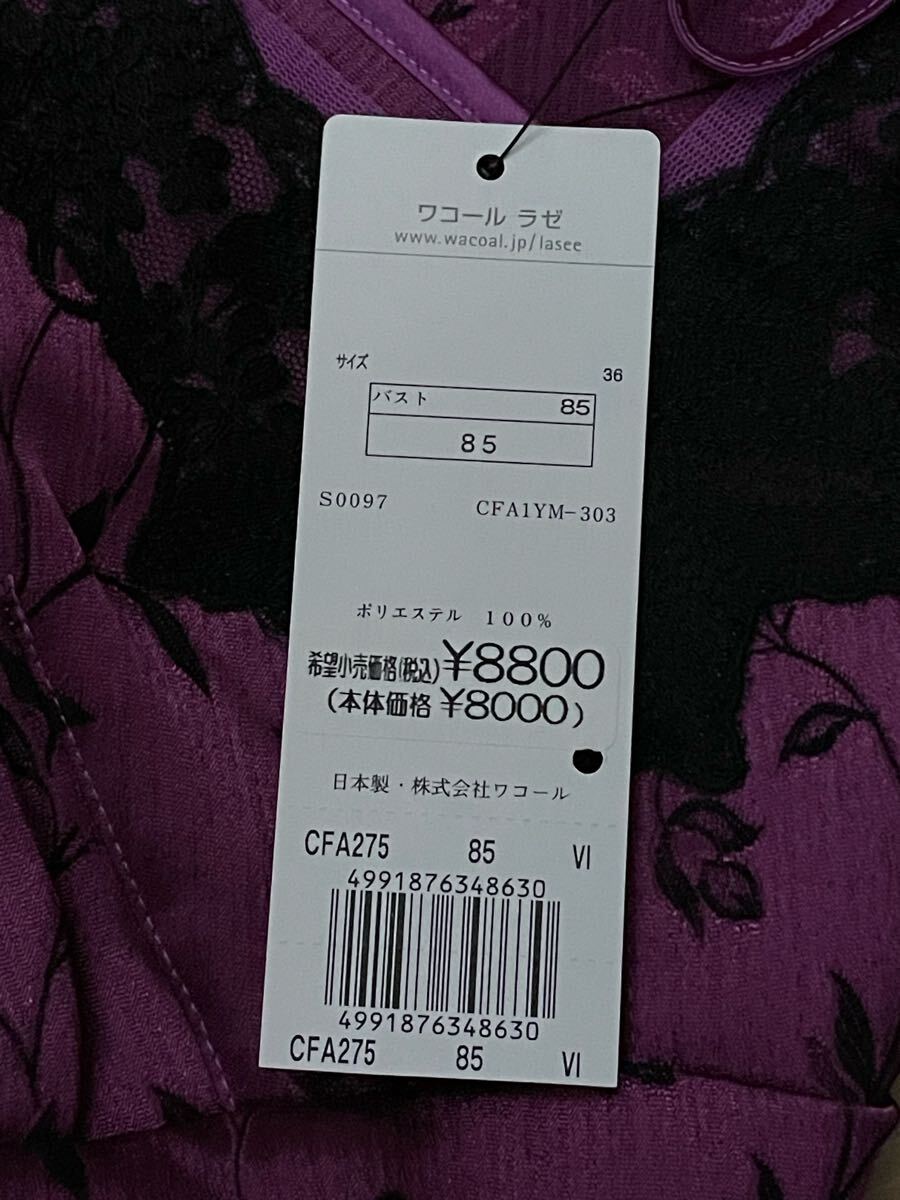 ワコール ラゼ
www.wacoal.jp/lasee
サイズ 36
バスト 85
85
S0097 CFA1YM-303
ポリエステル 100%
希望小売価格(税込)¥8800
(本体価格 ¥8000)
日本製・株式会社ワコール
CFA275 85 VI
4991876348630
4991876348630
CFA275 85 VI